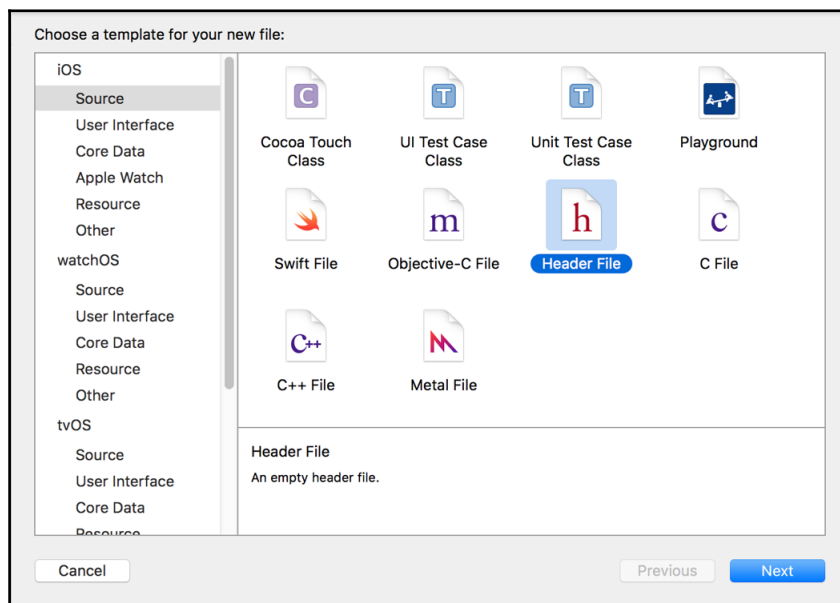 Choose a template for your new file:
iOS
Source
User Interface
Core Data
Apple Watch
Resource
Other
watchOS
Source
User Interface
Core Data
Resource
Other
tvOS
Source
User Interface
Core Data
Resource
C
Cocoa Touch
Class
T
UI Test Case
Class
T
Unit Test Case
Class
Playground
Swift File
m
Objective-C File
h
Header File
c
C File
C++
C++ File
Metal File
Header File
An empty header file.
Cancel
Previous
Next